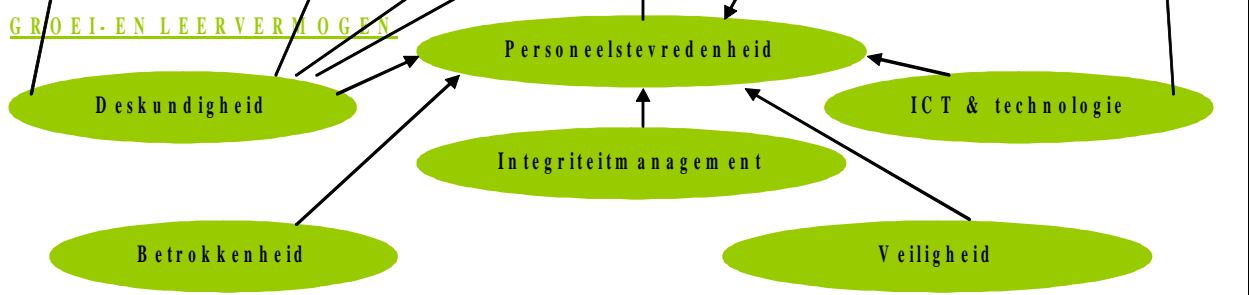 GROEI- EN LEERVERMOGEN
Personeelstevredenheid
Deskundigheid
ICT & technologie
Integriteitmanagement
Betrokkenheid
Veiligheid